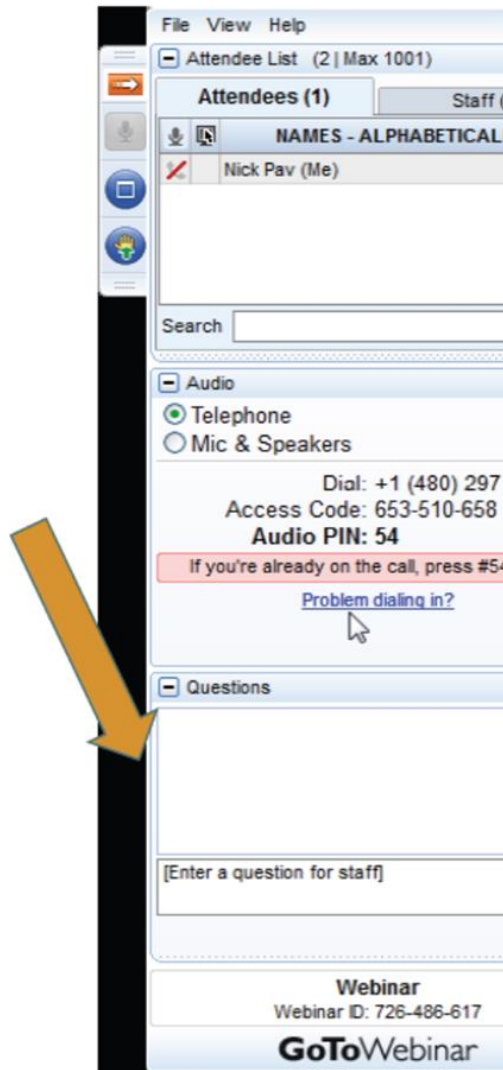 File View Help
Attendee List (2 | Max 1001)
Attendees (1) Staff (
NAMES - ALPHABETICAL
Nick Pav (Me)
Search
Audio
Telephone
Mic & Speakers
Dial: +1 (480) 297
Access Code: 653-510-658
Audio PIN: 54
If you're already on the call, press #54
Problem dialing in?
Questions
[Enter a question for staff]
Webinar
Webinar ID: 726-486-617
GoToWebinar